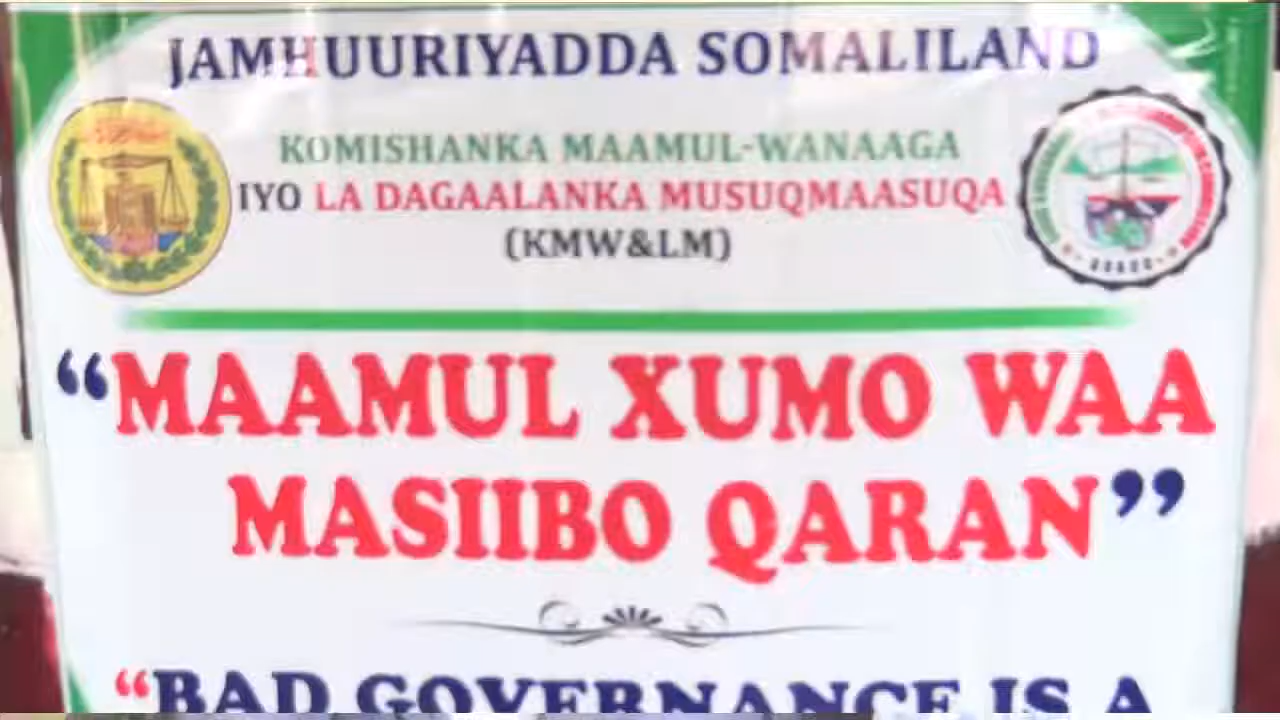 JAMHUURIYADDA SOMALILAND
KOMISHANKA MAAMUL-WANAAGA
IYO LA DAGAALANKA MUSUQMAASUQA
(KMW&LM)
“MAAMUL XUMO WAA
MASIIBO QARAN”
“BAD GOVERNANCE IS A